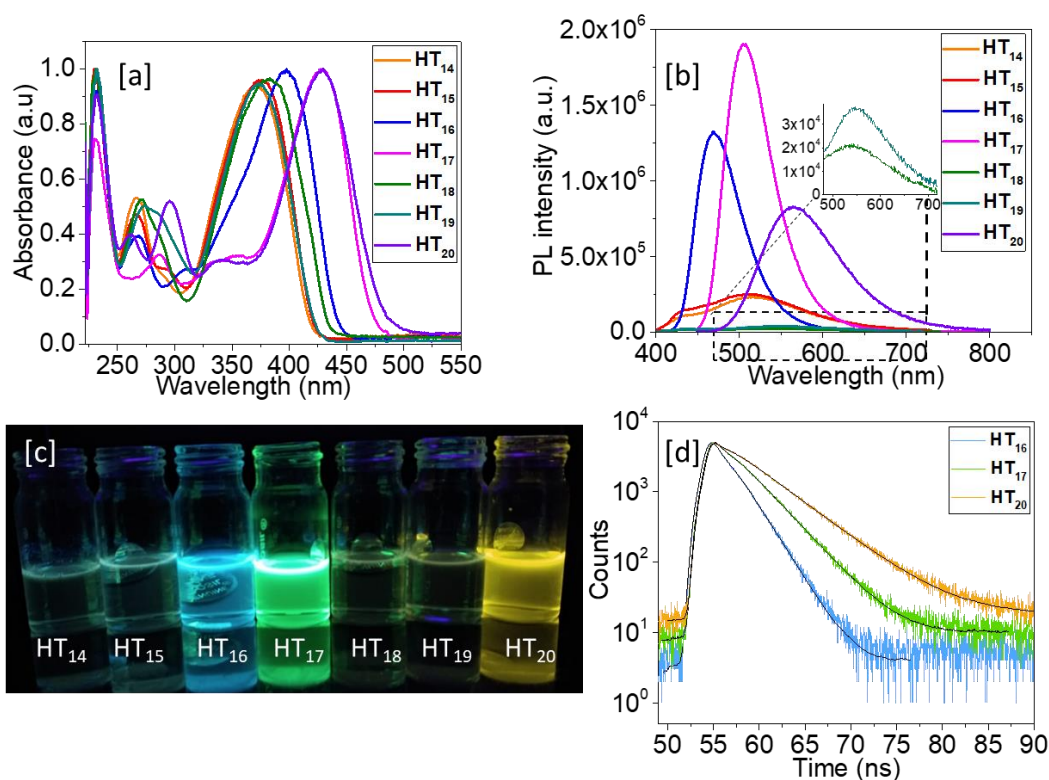 [a]
Absorbance (a.u)
1.0
0.8
0.6
0.4
0.2
0.0
250 300 350 400 450 500 550
Wavelength (nm)
HT14
HT15
HT16
HT17
HT18
HT19
HT20
[b]
PL intensity (a.u.)
2.0x10^6
1.5x10^6
1.0x10^6
5.0x10^5
0.0
400 500 600 700 800
Wavelength (nm)
HT14
HT15
HT16
HT17
HT18
HT19
HT20
3x10^4
2x10^4
1x10^4
0
500 600 700
[c]
HT14 HT15 HT16 HT17 HT18 HT19 HT20
[d]
Counts
10^4
10^3
10^2
10^1
10^0
50 55 60 65 70 75 80 85 90
Time (ns)
HT16
HT17
HT20